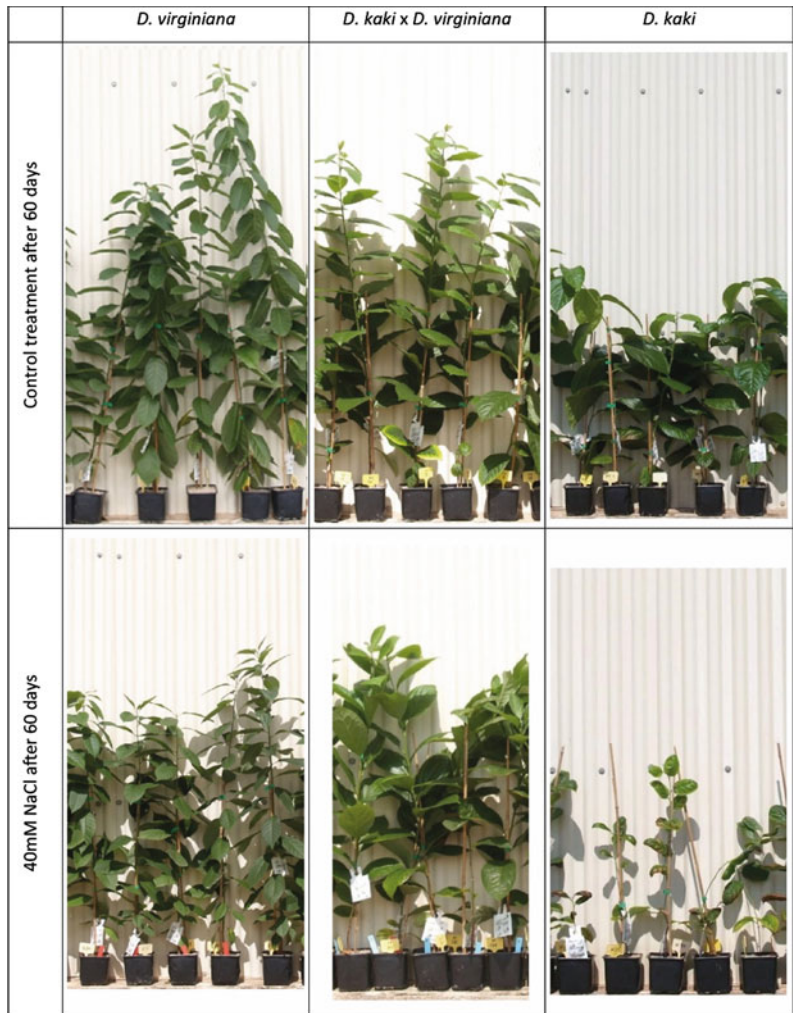 D. virginiana
D. kaki x D. virginiana
D. kaki
Control treatment after 60 days
40mM NaCl after 60 days